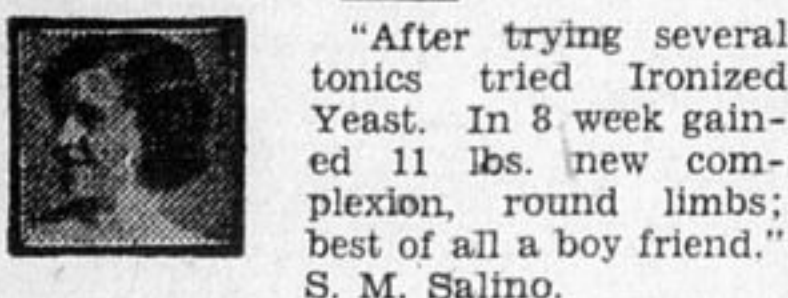 "After trying several
tonics tried Ironized
Yeast. In 8 week gain-
ed 11 lbs. new com-
plexion, round limbs;
best of all a boy friend."
S. M. Salino.